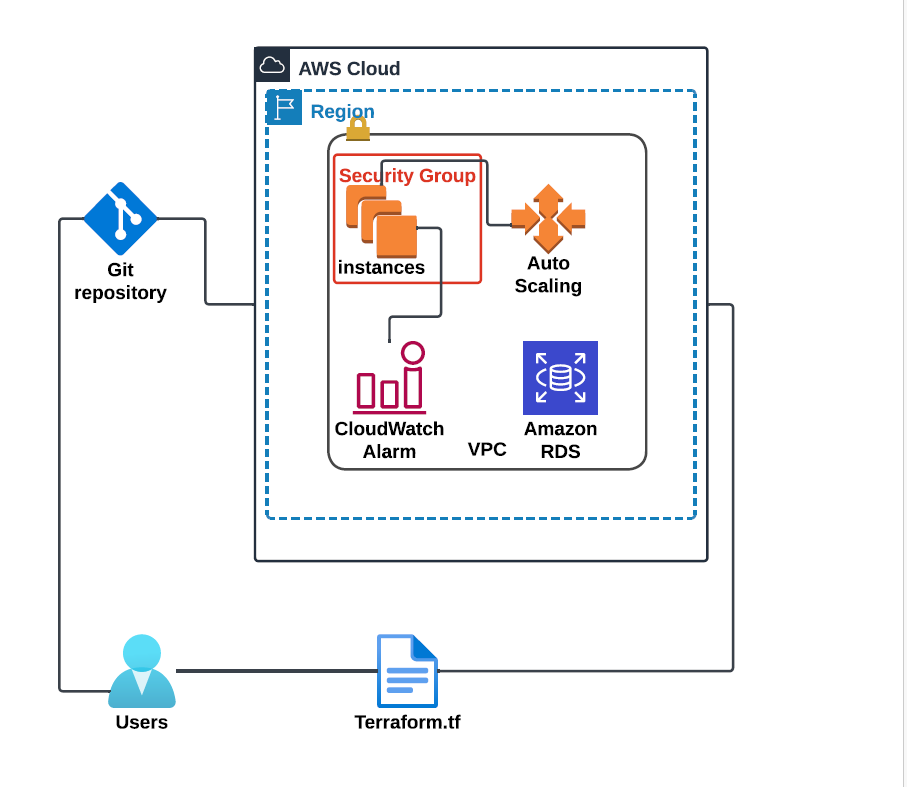 AWS Cloud
Region
Security Group
instances
Auto
Scaling
Git
repository
CloudWatch
Alarm
VPC
Amazon
RDS
Users
Terraform.tf